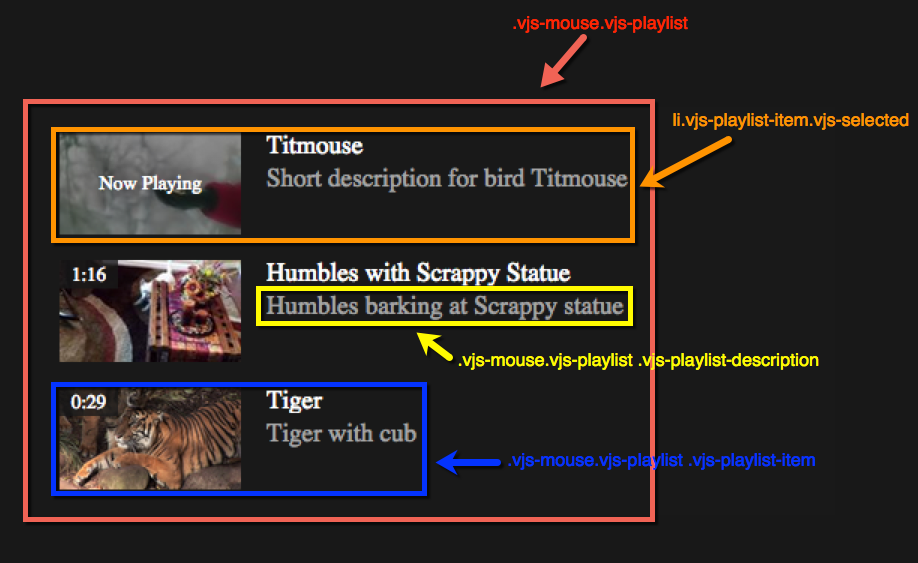 .vjs-mouse.vjs-playlist
li.vjs-playlist-item.vjs-selected
Now Playing
Titmouse
Short description for bird Titmouse
1:16
Humbles with Scrappy Statue
Humbles barking at Scrappy statue
.vjs-mouse.vjs-playlist .vjs-playlist-description
0:29
Tiger
Tiger with cub
.vjs-mouse.vjs-playlist .vjs-playlist-item